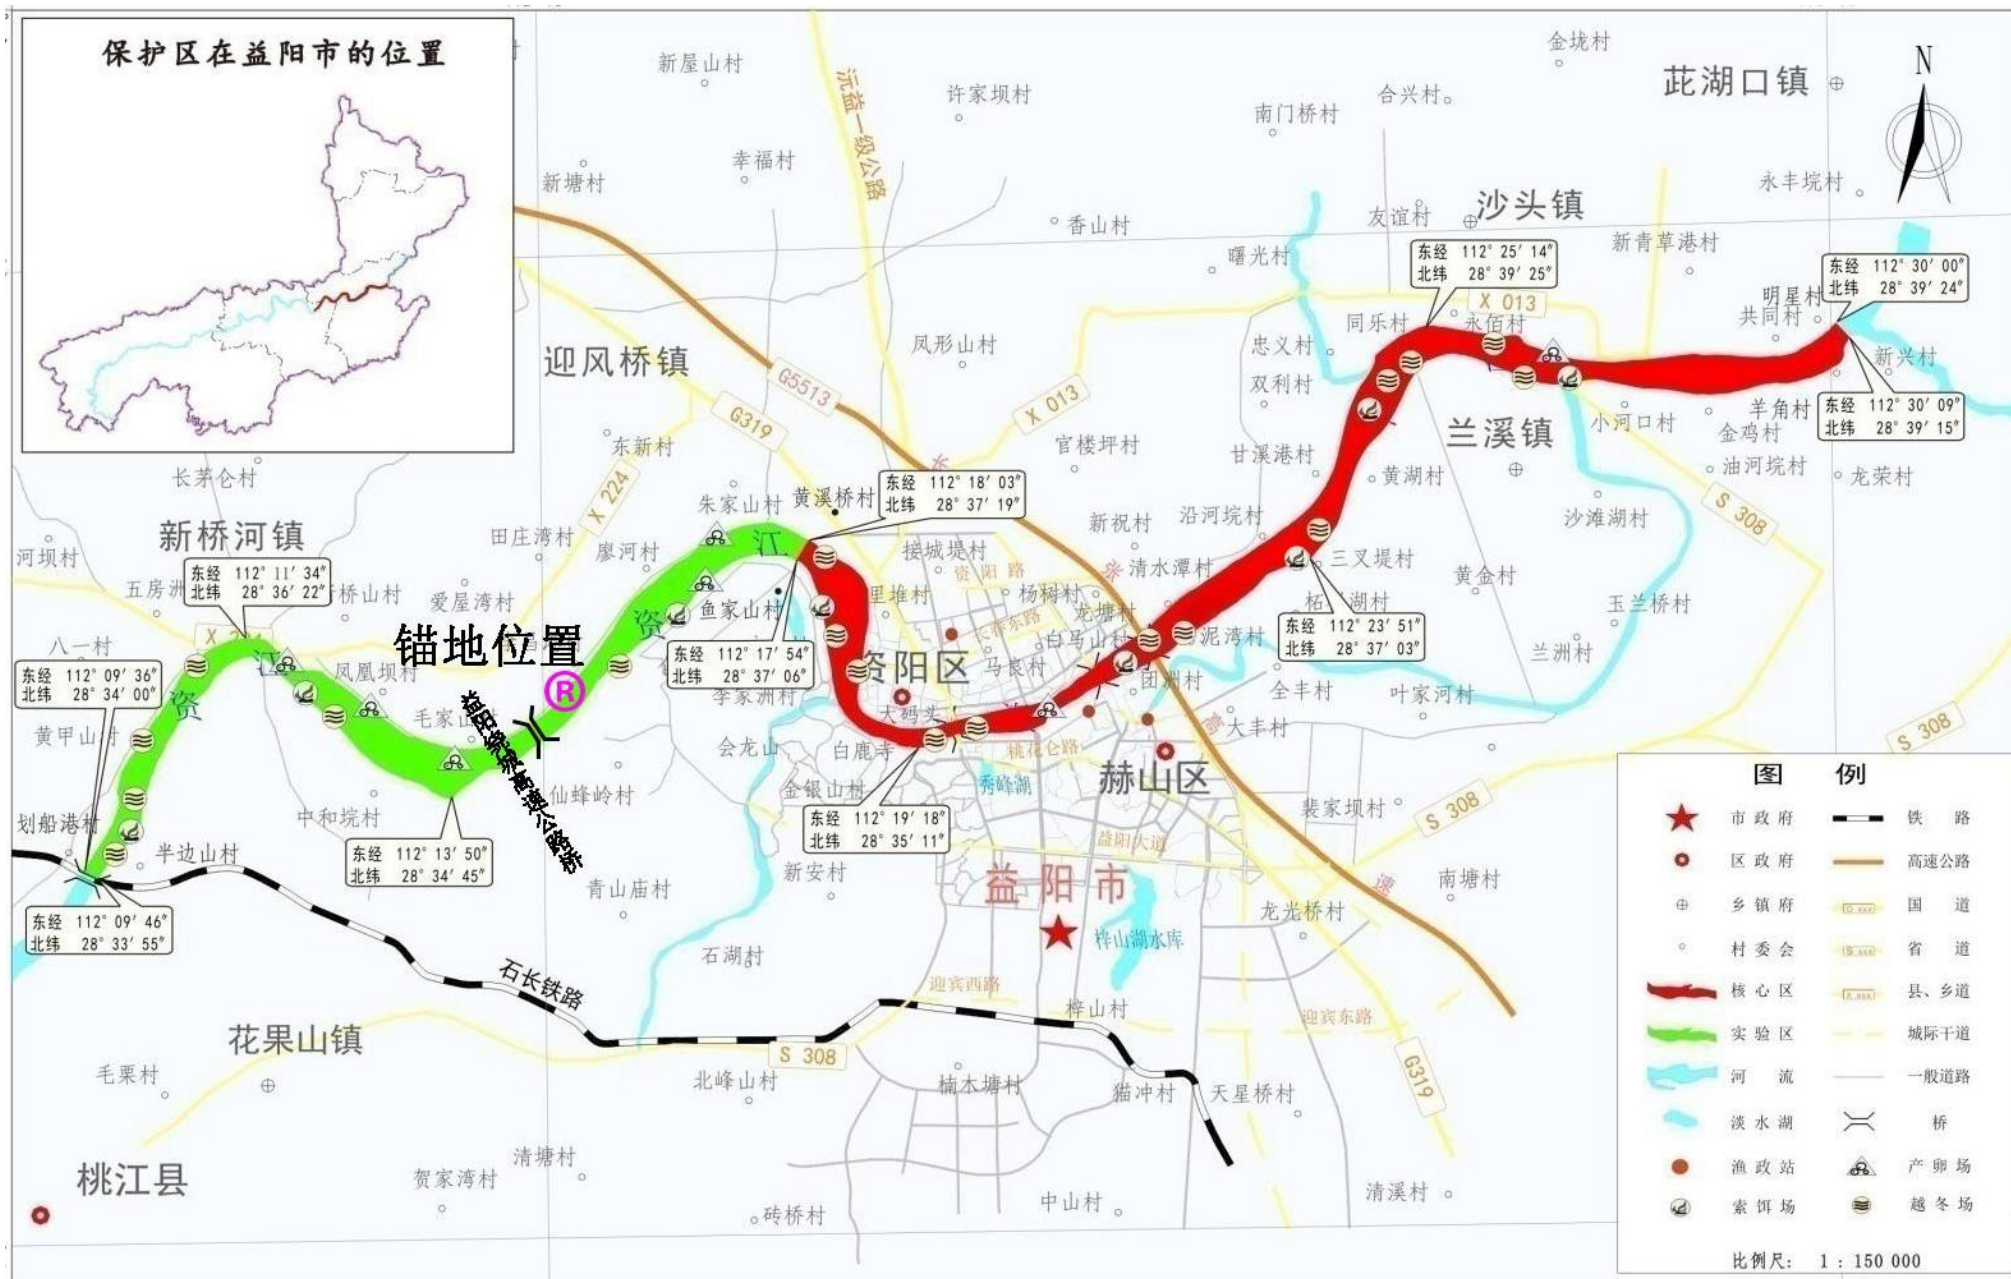 保护区在益阳市的位置
新屋山村
许家坝村
金垅村
芘湖口镇
N
合兴村
南门桥村
沅益一级公路
幸福村
新塘村
永丰垸村
沙头镇
友谊村
香山村
新青草港村
曙光村
东经 112° 25′ 14″
北纬 28° 39′ 25″
东经 112° 30′ 00″
北纬 28° 39′ 24″
X 013
明星村
共同村
同乐村
永佰村
忠义村
凤形山村
迎风桥镇
新兴村
G5513
双利村
X 013
G319
羊角村
东经 112° 30′ 09″
北纬 28° 39′ 15″
小河口村
金鸡村
兰溪镇
东新村
官楼坪村
甘溪港村
黄湖村
油河垸村
龙荣村
长茅仑村
X 224
朱家山村
黄溪桥村
东经 112° 18′ 03″
北纬 28° 37′ 19″
S 308
新桥河镇
新祝村
沿河垸村
沙滩湖村
河坝村
田庄湾村
廖河村
江
接城堤村
资阳路
清水潭村
三叉堤村
黄金村
东经 112° 11′ 34″
北纬 28° 36′ 22″
五房洲
桥山村
爱屋湾村
鱼家山村
里堆村
杨树村
龙塘村
玉兰桥村
资
长春东路
白马山村
泥湾村
东经 112° 23′ 51″
北纬 28° 37′ 03″
八一村
江
锚地位置
兰洲村
东经 112° 09′ 36″
北纬 28° 34′ 00″
凤凰坝村
R
东经 112° 17′ 54″
北纬 28° 37′ 06″
资阳区
马良村
团洲村
全丰村
叶家河村
资
李家洲村
大码头
大丰村
黄甲山村
益阳绕城高速公路桥
会龙山
白鹿寺
桃花仑路
高
S 308
赫山区
秀峰湖
仙蜂岭村
金银山村
裴家坝村
S 308
划船港村
中和垸村
东经 112° 19′ 18″
北纬 28° 35′ 11″
益阳大道
半边山村
东经 112° 13′ 50″
北纬 28° 34′ 45″
新安村
益阳市
速
南塘村
青山庙村
龙光桥村
东经 112° 09′ 46″
北纬 28° 33′ 55″
石湖村
梓山湖水库
石长铁路
迎宾西路
梓山村
迎宾东路
花果山镇
S 308
G319
毛栗村
北峰山村
楠木塘村
猫冲村
天星桥村
桃江县
清塘村
贺家湾村
砖桥村
中山村
清溪村
图 例
市政府 铁 路
区政府 高速公路
乡镇府 国 道
村委会 省 道
核心区 县、乡道
实验区 城际干道
河 流 一般道路
淡水湖 桥
渔政站 产卵场
索饵场 越冬场
比例尺: 1 : 150 000